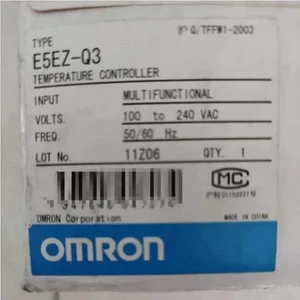 Q/TFFW1-2003
TYPE
E5EZ-Q3
TEMPERATURE CONTROLLER
INPUT MULTIFUNCTIONAL
VOLTS. 100 to 240 VAC
FREQ. 50/60 Hz
LOT No. 11Z06 QTY. 1
MC
OMRON Corporation MADE IN CHINA
OMRON